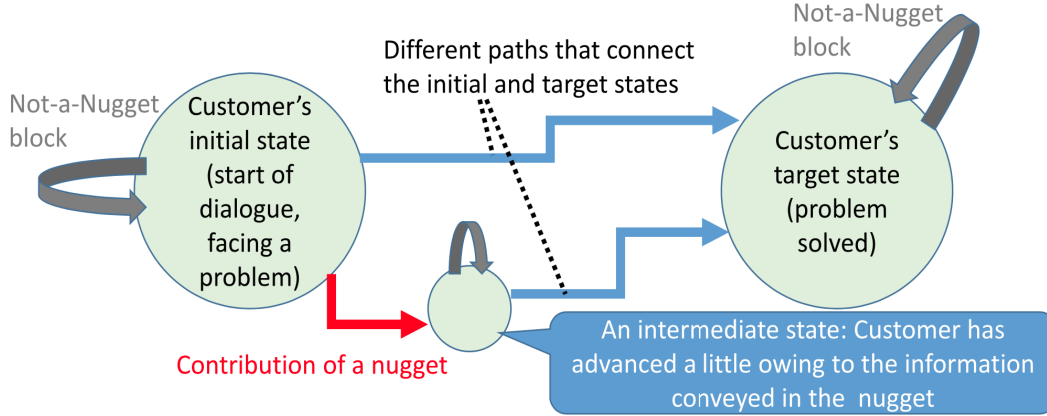 Not-a-Nugget
block
Customer's
initial state
(start of
dialogue,
facing a
problem)
Different paths that connect
the initial and target states
Not-a-Nugget
block
Customer's
target state
(problem
solved)
Contribution of a nugget
An intermediate state: Customer has
advanced a little owing to the information
conveyed in the nugget